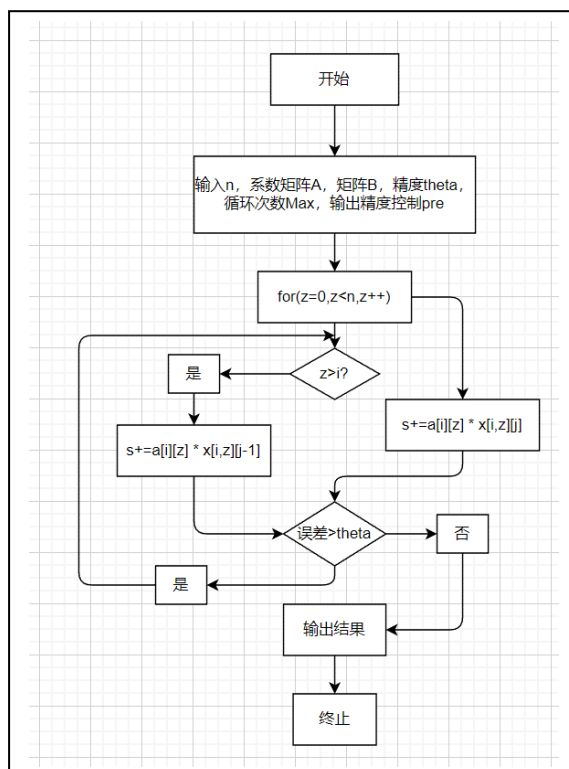 开始
输入n，系数矩阵A，矩阵B，精度theta，
循环次数Max，输出精度控制pre
for(z=0,z<n,z++)
z>i?
是
s+=a[i][z] * x[i,z][j-1]
s+=a[i][z] * x[i,z][j]
误差>theta
否
是
输出结果
终止